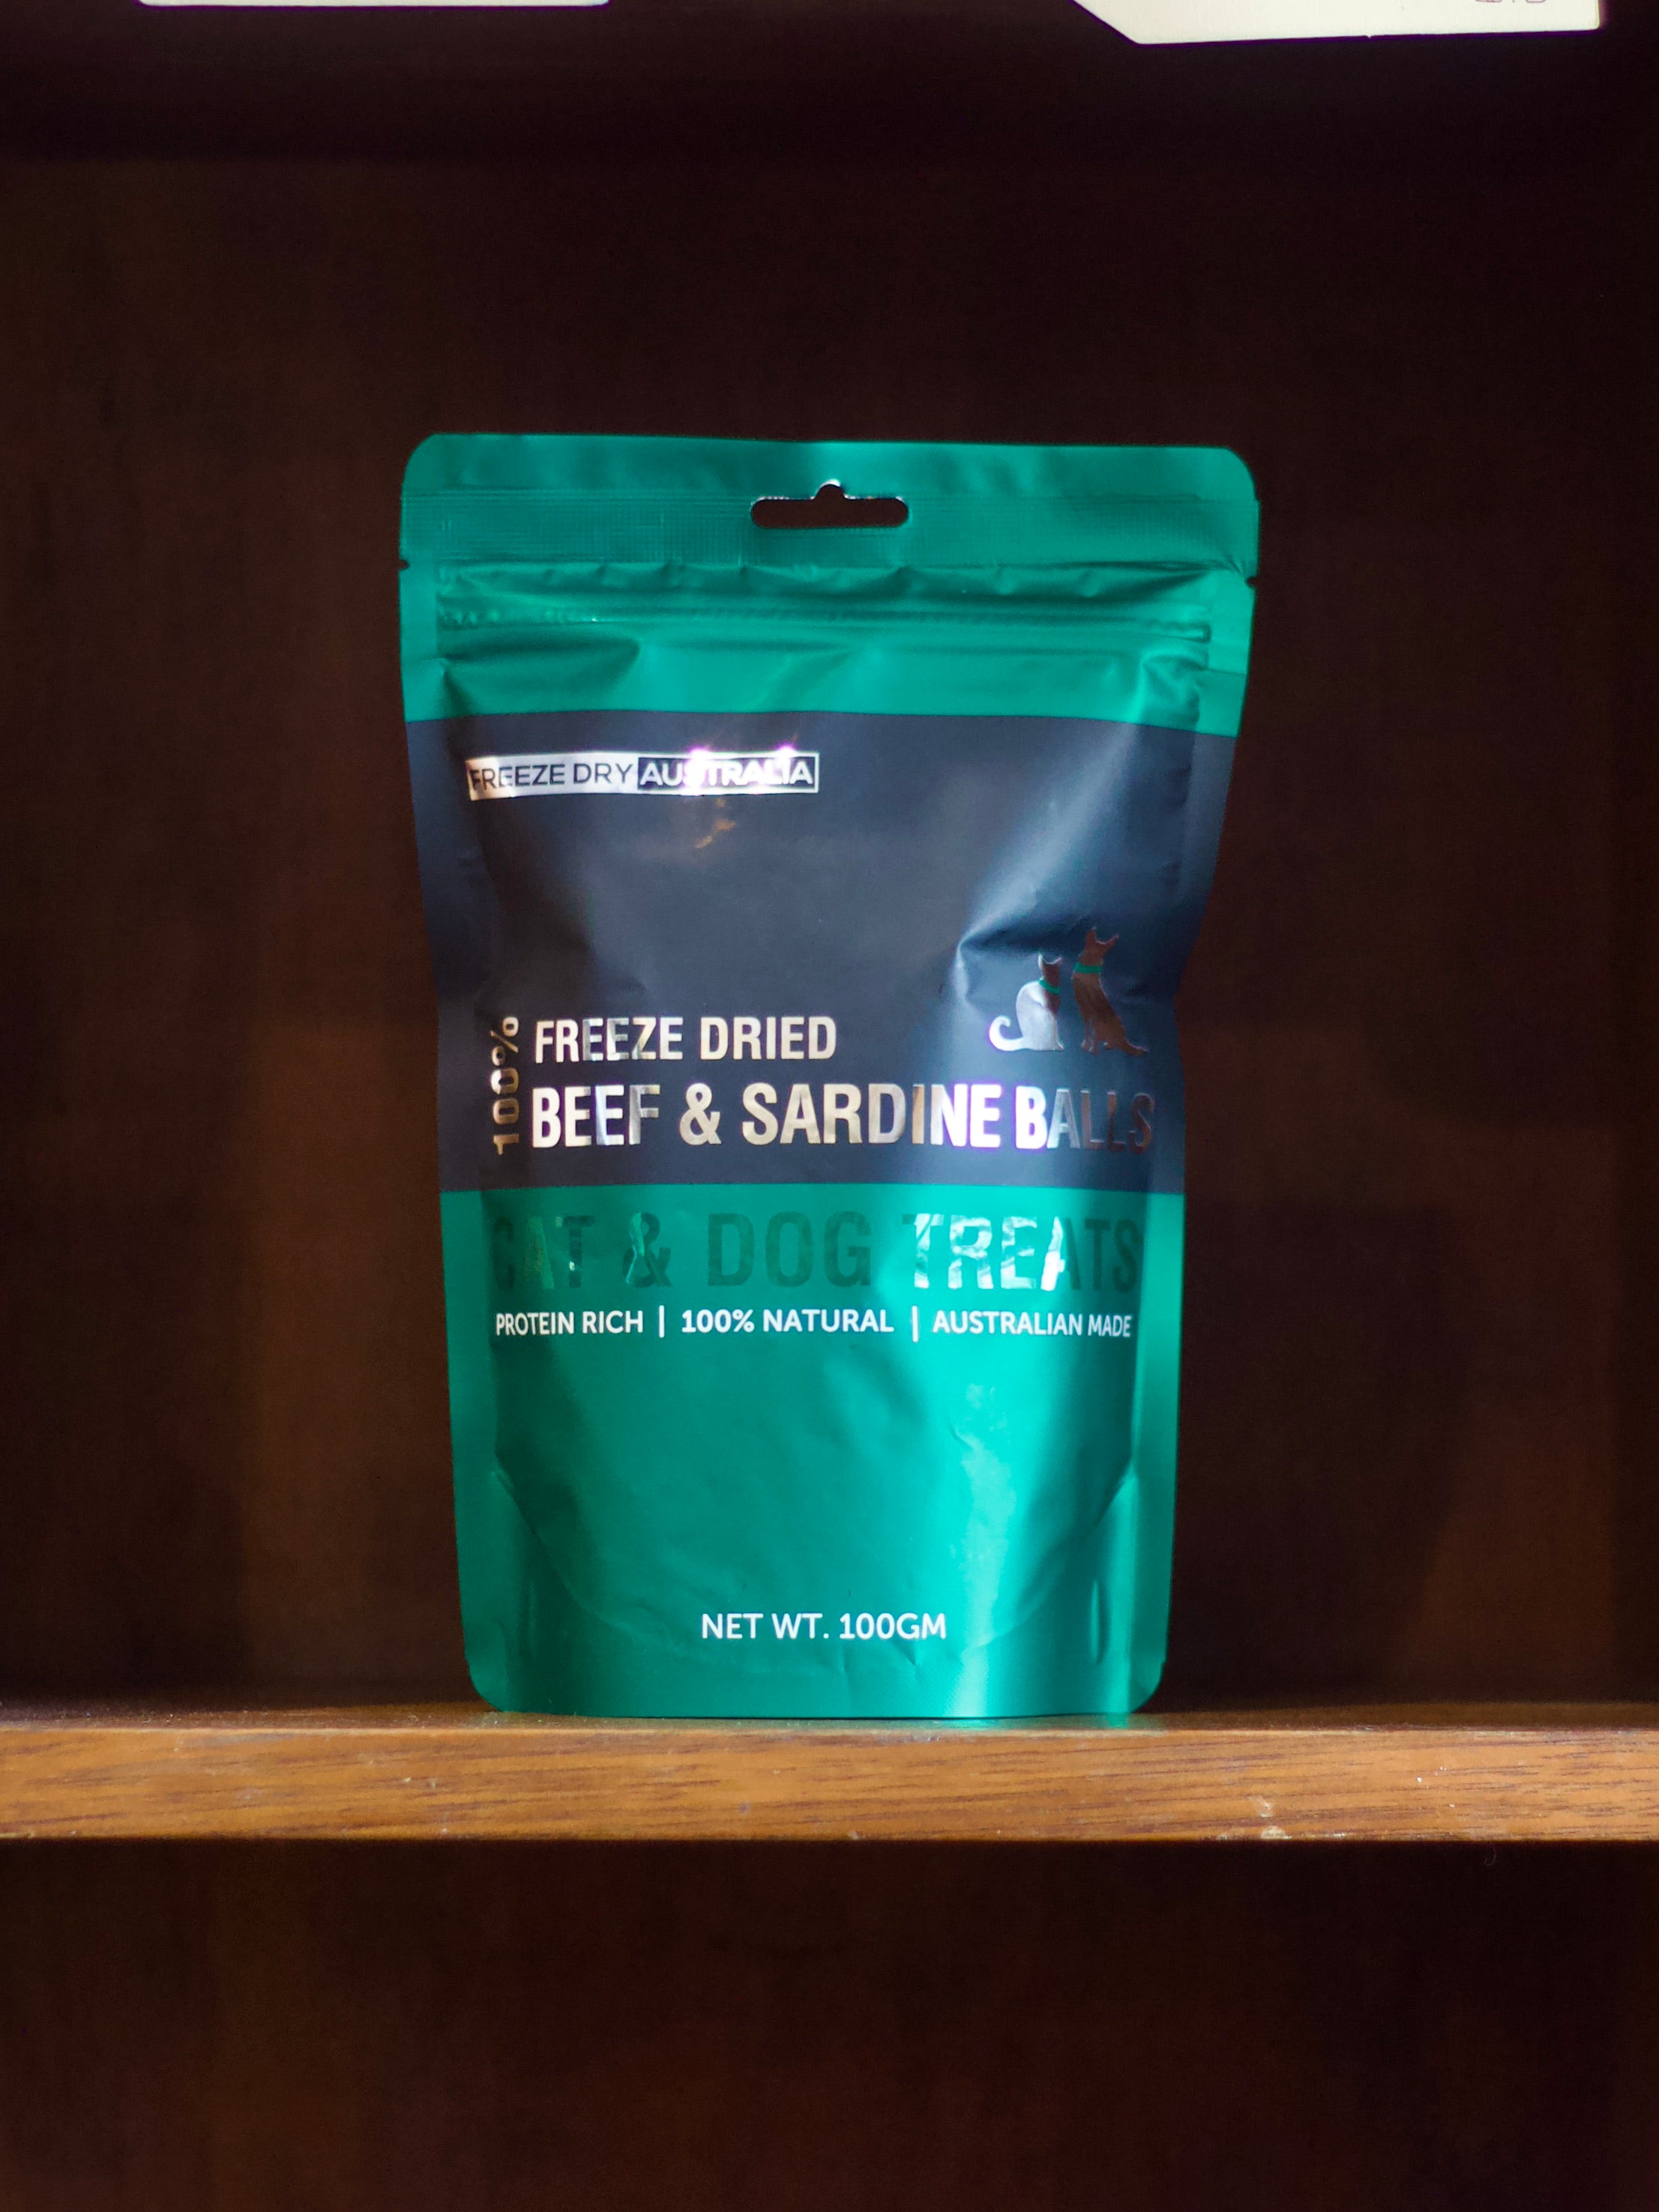 FREEZE DRY AUSTRALIA
100%
FREEZE DRIED
BEEF & SARDINE BALLS
CAT & DOG TREATS
PROTEIN RICH | 100% NATURAL | AUSTRALIAN MADE
NET WT. 100GM